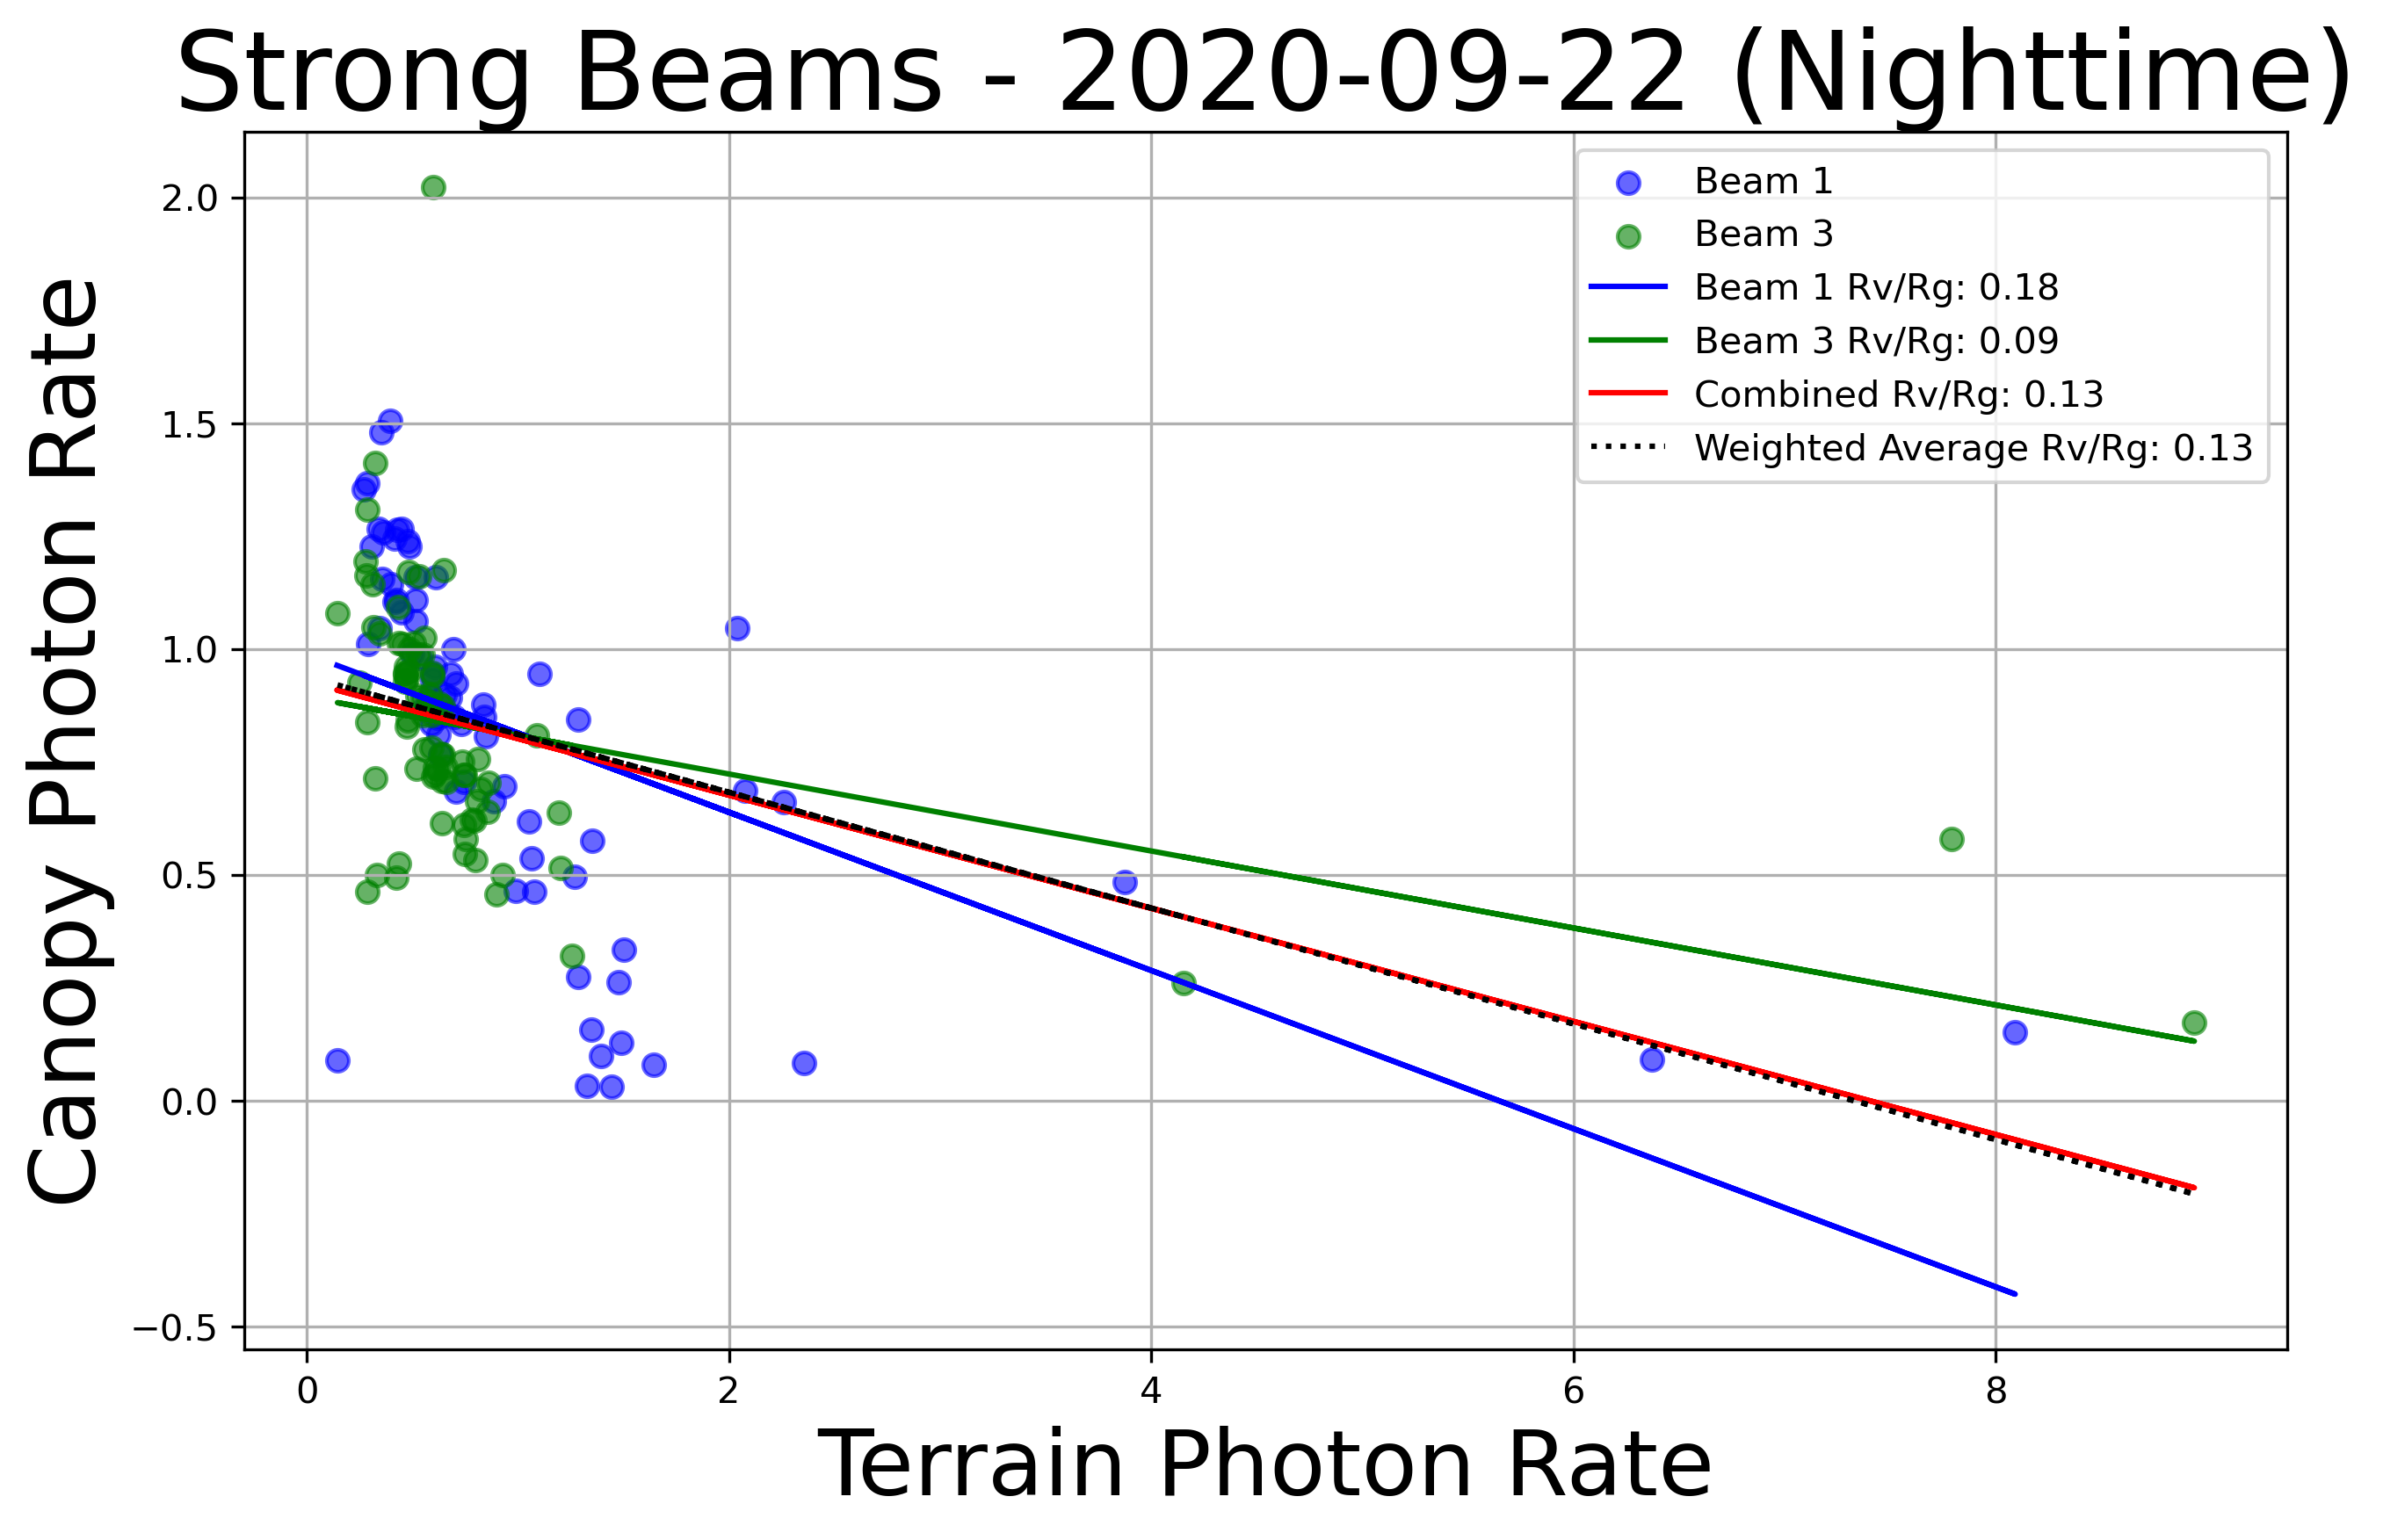 Strong Beams - 2020-09-22 (Nighttime)
Canopy Photon Rate
2.0
1.5
1.0
0.5
0.0
−0.5
Beam 1
Beam 3
Beam 1 Rv/Rg: 0.18
Beam 3 Rv/Rg: 0.09
Combined Rv/Rg: 0.13
Weighted Average Rv/Rg: 0.13
0 2 4 6 8
Terrain Photon Rate